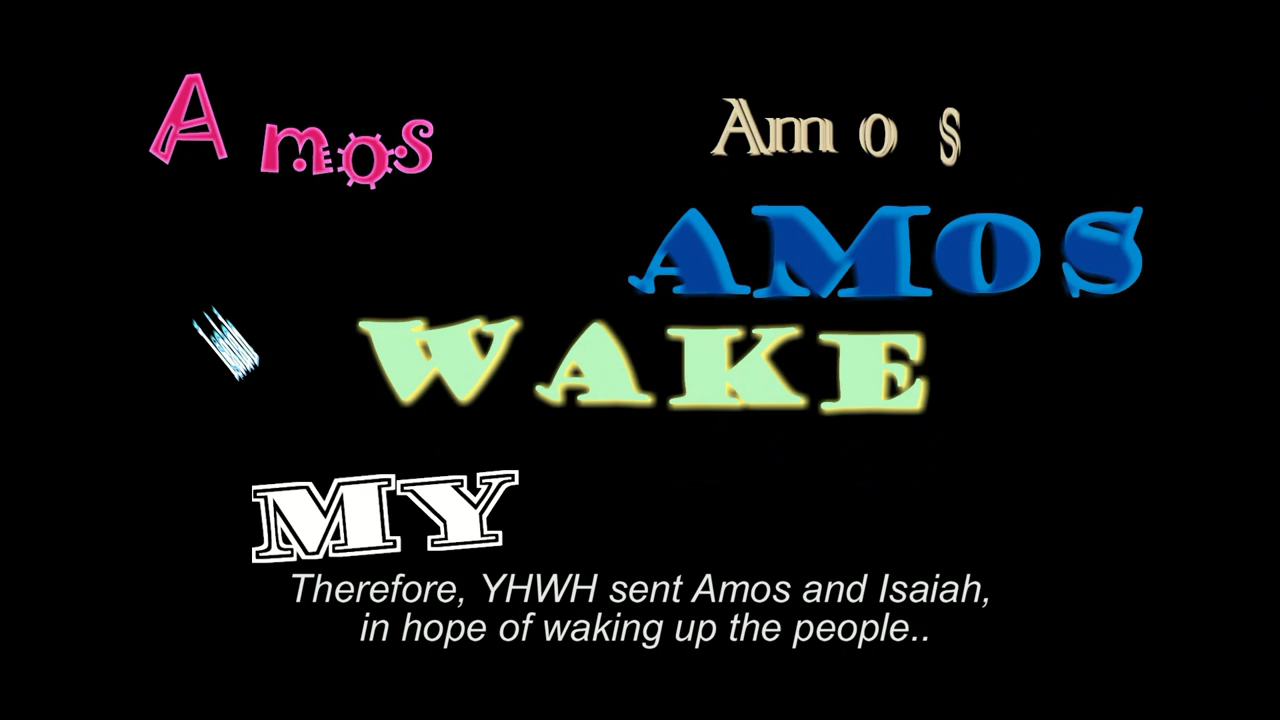 Amos
Amos
AMOS
WAKE
MY
Therefore, YHWH sent Amos and Isaiah,
in hope of waking up the people..